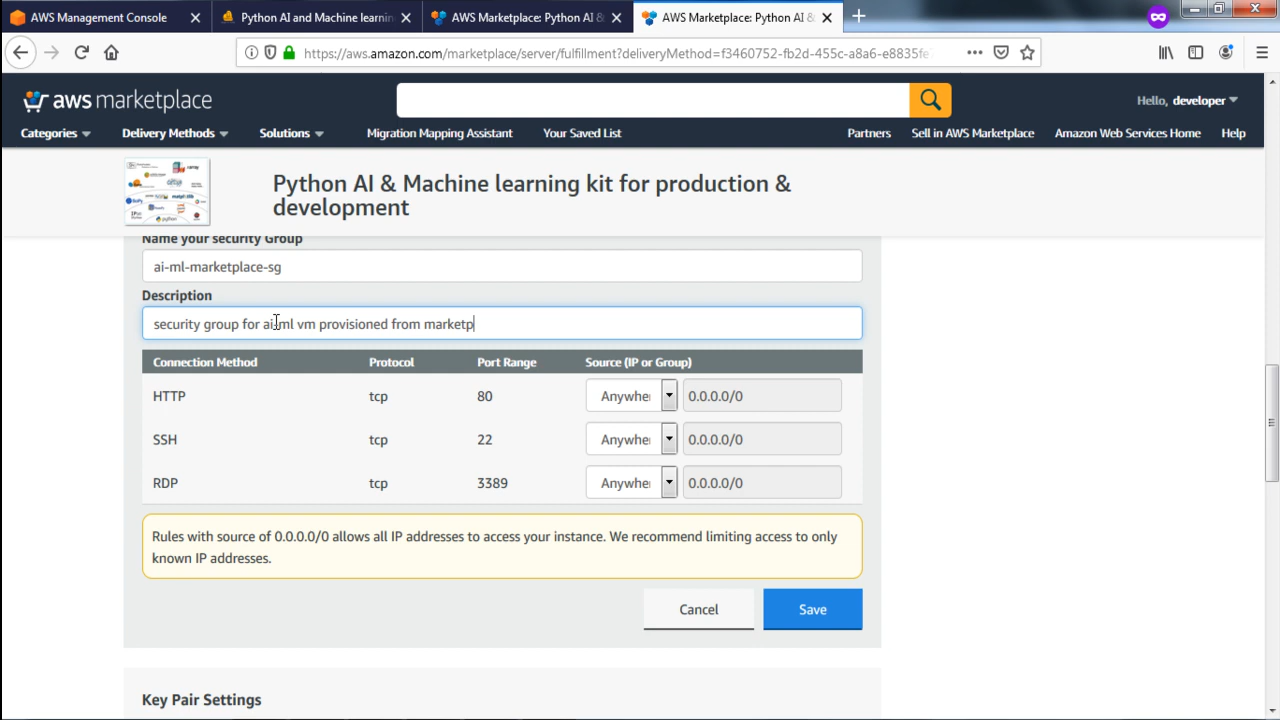 AWS Management Console
Python AI and Machine learnin
AWS Marketplace: Python AI &
AWS Marketplace: Python AI &
https://aws.amazon.com/marketplace/server/fulfillment?deliveryMethod=f3460752-fb2d-455c-a8a6-e8835fe
aws marketplace
Hello, developer
Categories
Delivery Methods
Solutions
Migration Mapping Assistant
Your Saved List
Partners
Sell in AWS Marketplace
Amazon Web Services Home
Help
Python AI & Machine learning kit for production &
development
Name your security Group
ai-ml-marketplace-sg
Description
security group for ai-ml vm provisioned from marketp
Connection Method Protocol Port Range Source (IP or Group)
HTTP tcp 80 Anywhe 0.0.0.0/0
SSH tcp 22 Anywhe 0.0.0.0/0
RDP tcp 3389 Anywhe 0.0.0.0/0
Rules with source of 0.0.0.0/0 allows all IP addresses to access your instance. We recommend limiting access to only
known IP addresses.
Cancel
Save
Key Pair Settings